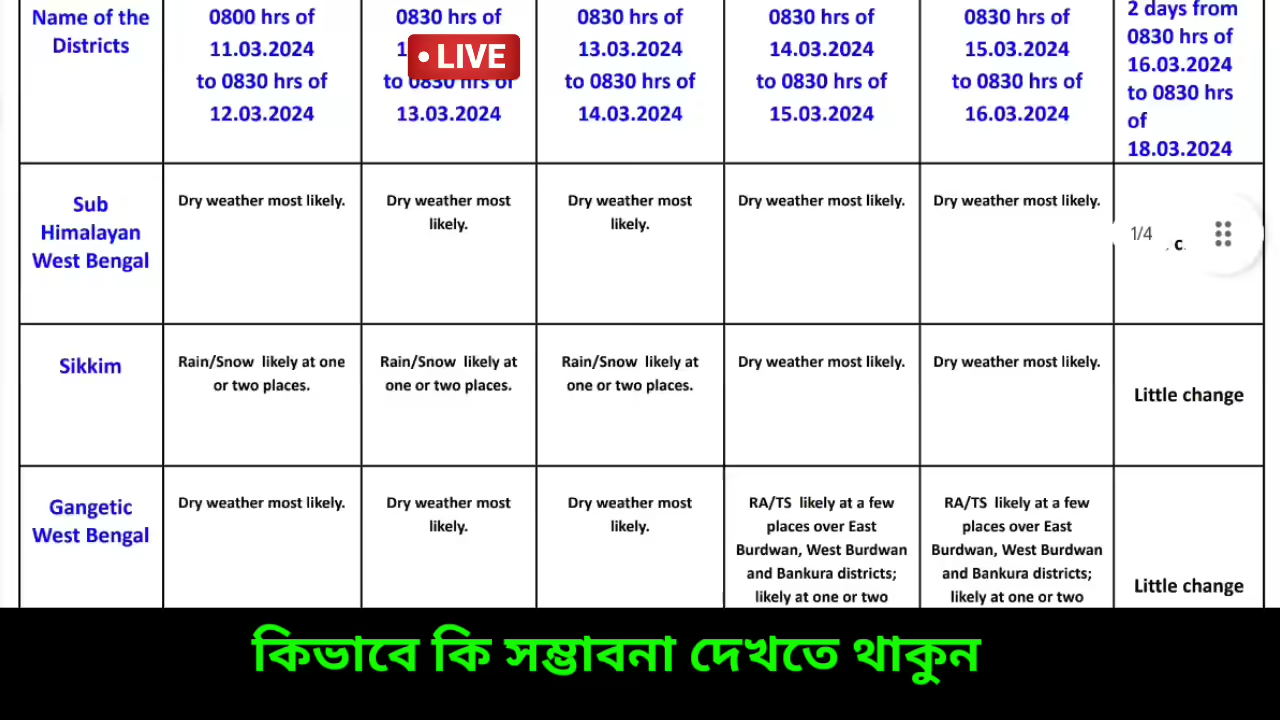 Name of the
Districts
0800 hrs of
11.03.2024
to 0830 hrs of
12.03.2024
0830 hrs of
• LIVE
to 0830 hrs of
13.03.2024
0830 hrs of
13.03.2024
to 0830 hrs of
14.03.2024
0830 hrs of
14.03.2024
to 0830 hrs of
15.03.2024
0830 hrs of
15.03.2024
to 0830 hrs of
16.03.2024
2 days from
0830 hrs of
16.03.2024
to 0830 hrs
of
18.03.2024
Sub
Himalayan
West Bengal
Dry weather most likely.
Dry weather most
likely.
Dry weather most
likely.
Dry weather most likely.
Dry weather most likely.
1/4
Sikkim
Rain/Snow likely at one
or two places.
Rain/Snow likely at
one or two places.
Rain/Snow likely at
one or two places.
Dry weather most likely.
Dry weather most likely.
Little change
Gangetic
West Bengal
Dry weather most likely.
Dry weather most
likely.
Dry weather most
likely.
RA/TS likely at a few
places over East
Burdwan, West Burdwan
and Bankura districts;
likely at one or two
RA/TS likely at a few
places over East
Burdwan, West Burdwan
and Bankura districts;
likely at one or two
Little change
কিভাবে কি সম্ভাবনা দেখতে থাকুন